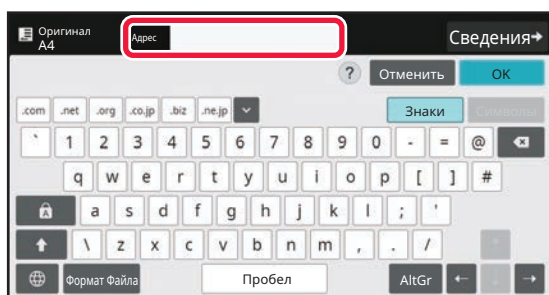 Оригинал
A4
Адрес
Сведения
?
Отменить
OK
.com .net .org .co.jp .biz .ne.jp
Знаки
Символы
` 1 2 3 4 5 6 7 8 9 0 - = @
q w e r t y u i o p [ ] #
a s d f g h j k l ; '
\ z x c v b n m , . /
Формат Файла
Пробел
AltGr